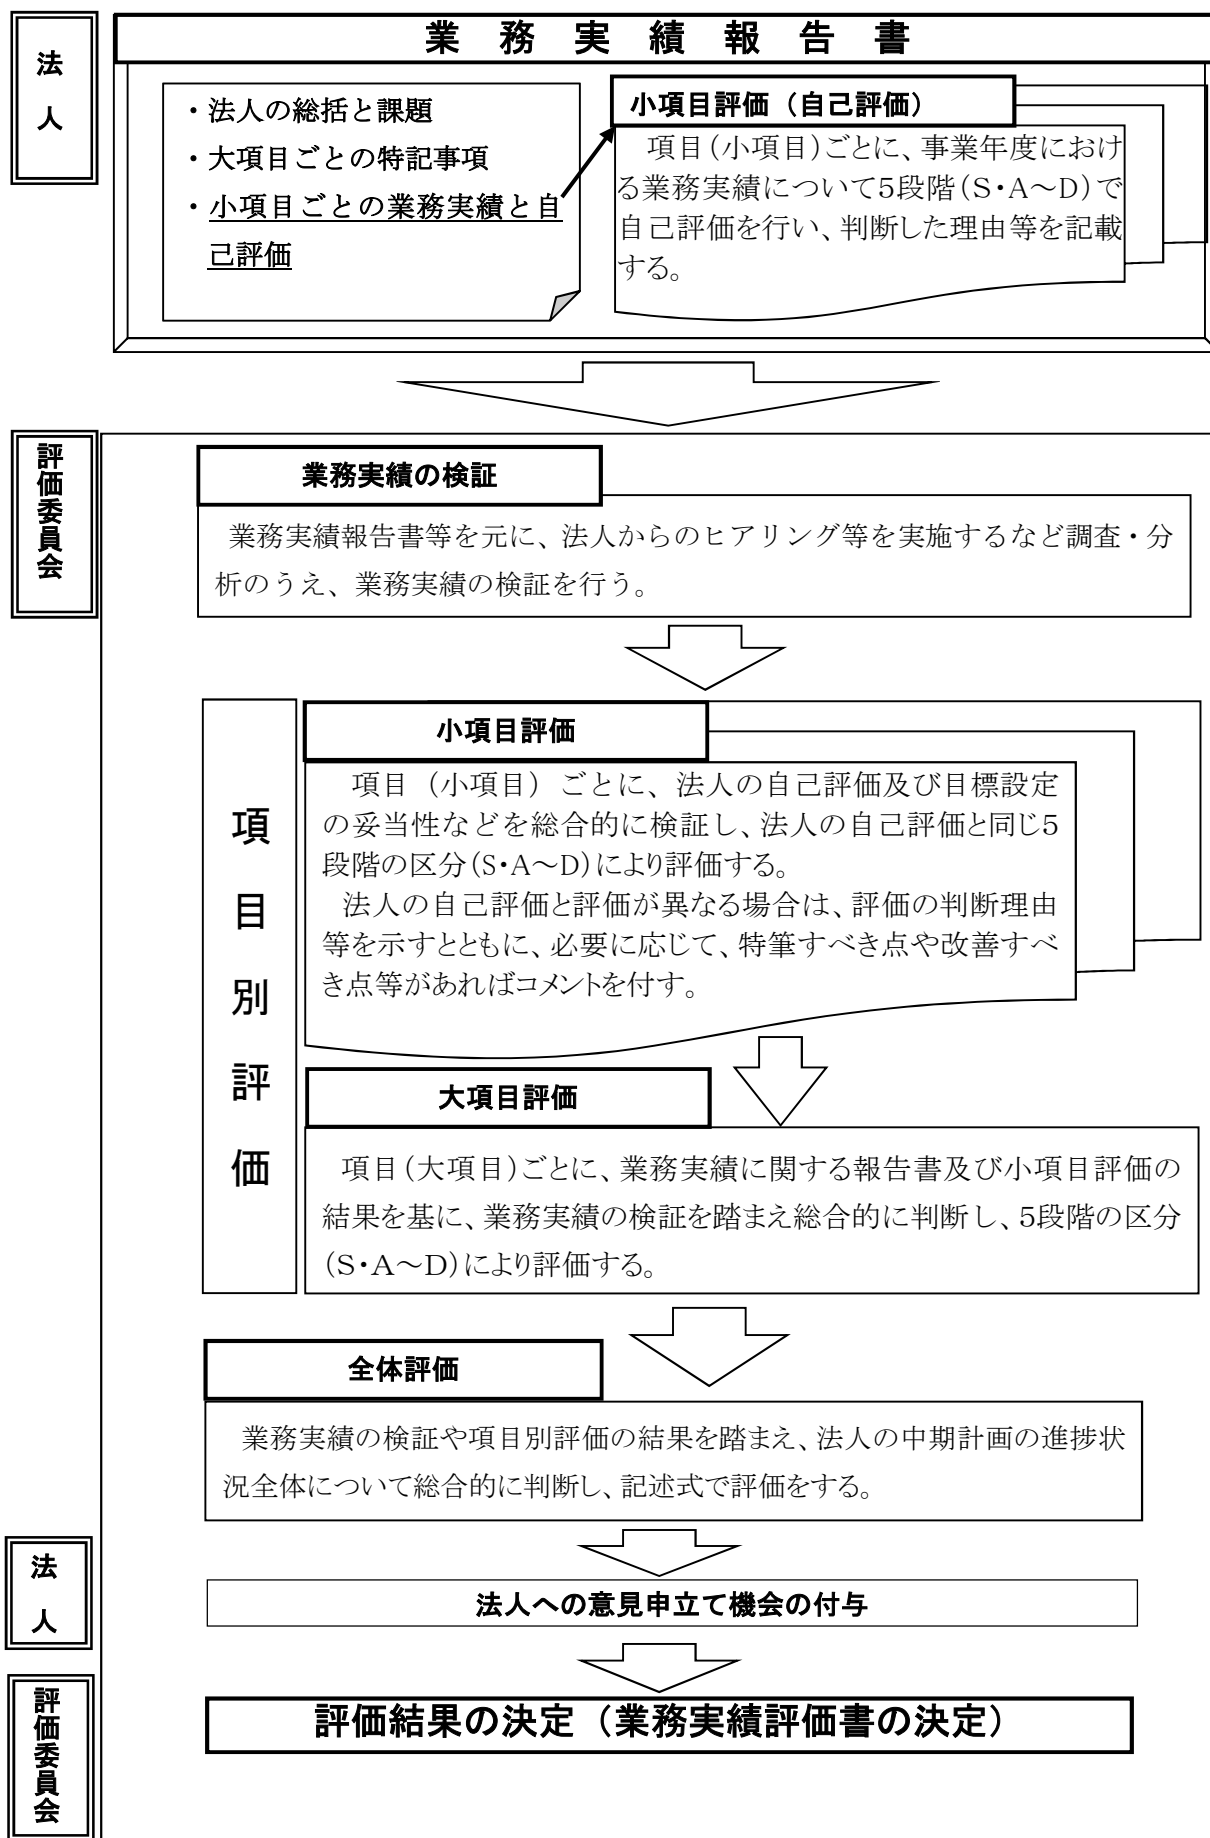 法人
業務実績報告書
・法人の総括と課題
・大項目ごとの特記事項
・小項目ごとの業務実績と自
己評価
小項目評価（自己評価）
項目(小項目)ごとに、事業年度におけ
る業務実績について5段階(S・A～D)で
自己評価を行い、判断した理由等を記載
する。
評価委員会
業務実績の検証
業務実績報告書等を元に、法人からのヒアリング等を実施するなど調査・分
析のうえ、業務実績の検証を行う。
項目別評価
小項目評価
項目（小項目）ごとに、法人の自己評価及び目標設定
の妥当性などを総合的に検証し、法人の自己評価と同じ5
段階の区分(S・A～D)により評価する。
法人の自己評価と評価が異なる場合は、評価の判断理由
等を示すとともに、必要に応じて、特筆すべき点や改善すべ
き点等があればコメントを付す。
大項目評価
項目(大項目)ごとに、業務実績に関する報告書及び小項目評価の
結果を基に、業務実績の検証を踏まえ総合的に判断し、5段階の区分
(S・A～D)により評価する。
全体評価
業務実績の検証や項目別評価の結果を踏まえ、法人の中期計画の進捗状
況全体について総合的に判断し、記述式で評価をする。
法人
法人への意見申立て機会の付与
評価委員会
評価結果の決定（業務実績評価書の決定）